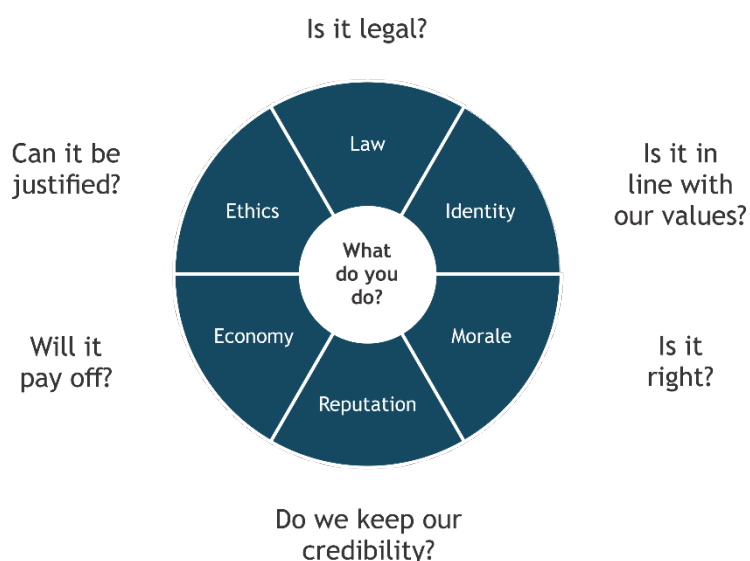 Is it legal?
Law
Can it be
justified?
Is it in
line with
our values?
Ethics
Identity
What
do you
do?
Economy
Morale
Will it
pay off?
Is it
right?
Reputation
Do we keep our
credibility?